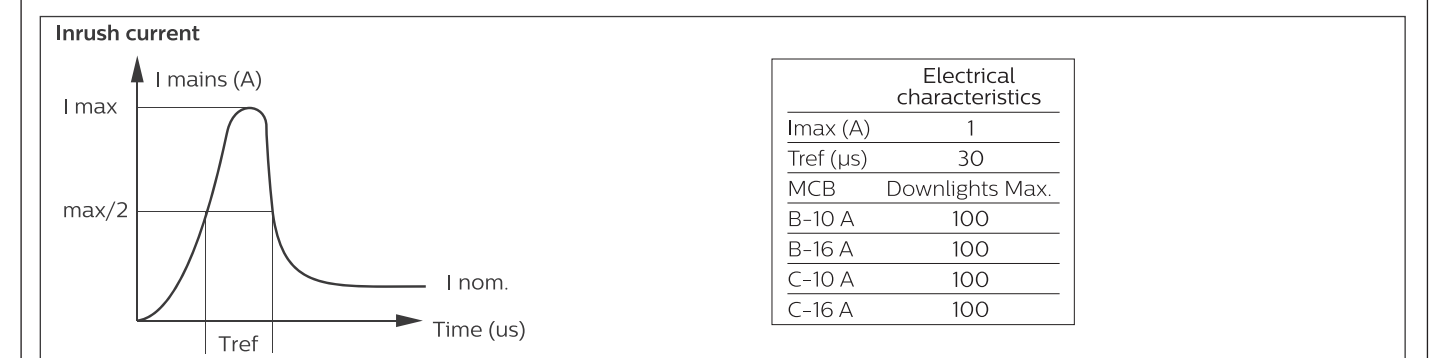 Inrush current
I mains (A)
I max
max/2
I nom.
Time (us)
Tref
Electrical
characteristics
Imax (A) 1
Tref (µs) 30
MCB Downlights Max.
B-10 A 100
B-16 A 100
C-10 A 100
C-16 A 100